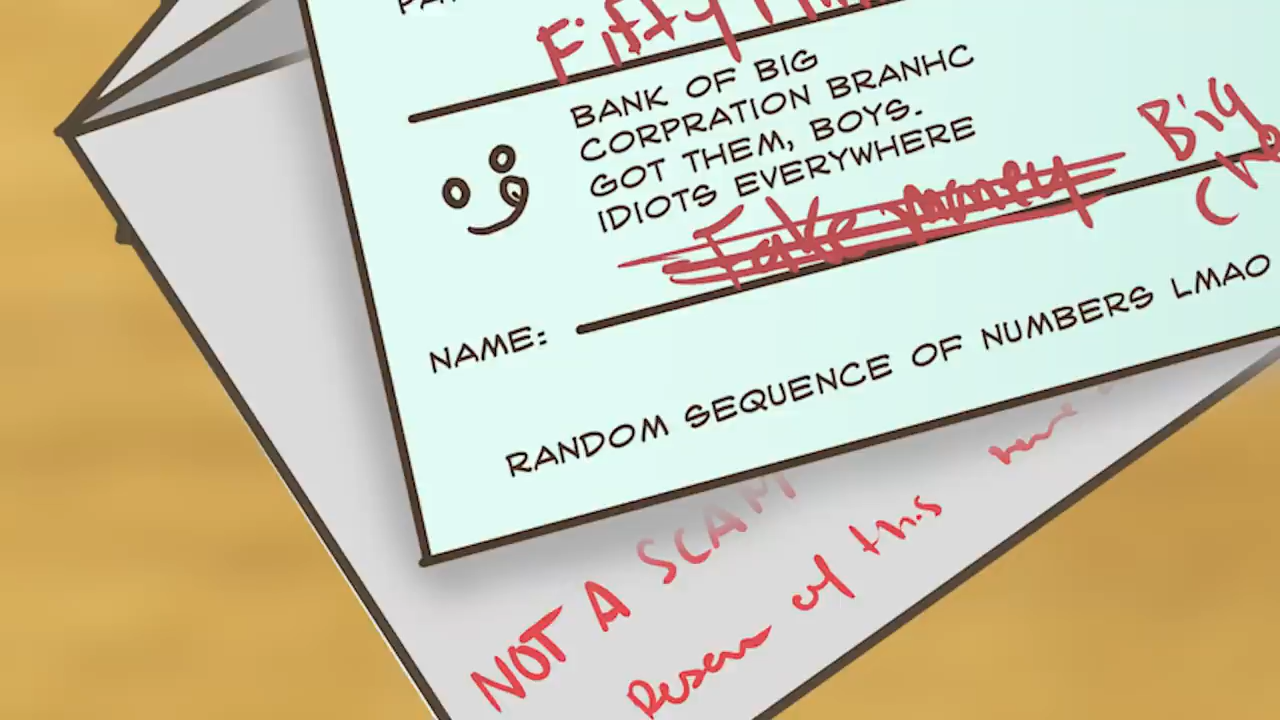 Fifty
BANK OF BIG
CORPRATION BRANHC
GOT THEM, BOYS.
IDIOTS EVERYWHERE
Fake money
Big
NAME:
RANDOM SEQUENCE OF NUMBERS LMAO
NOT A SCAM
of this